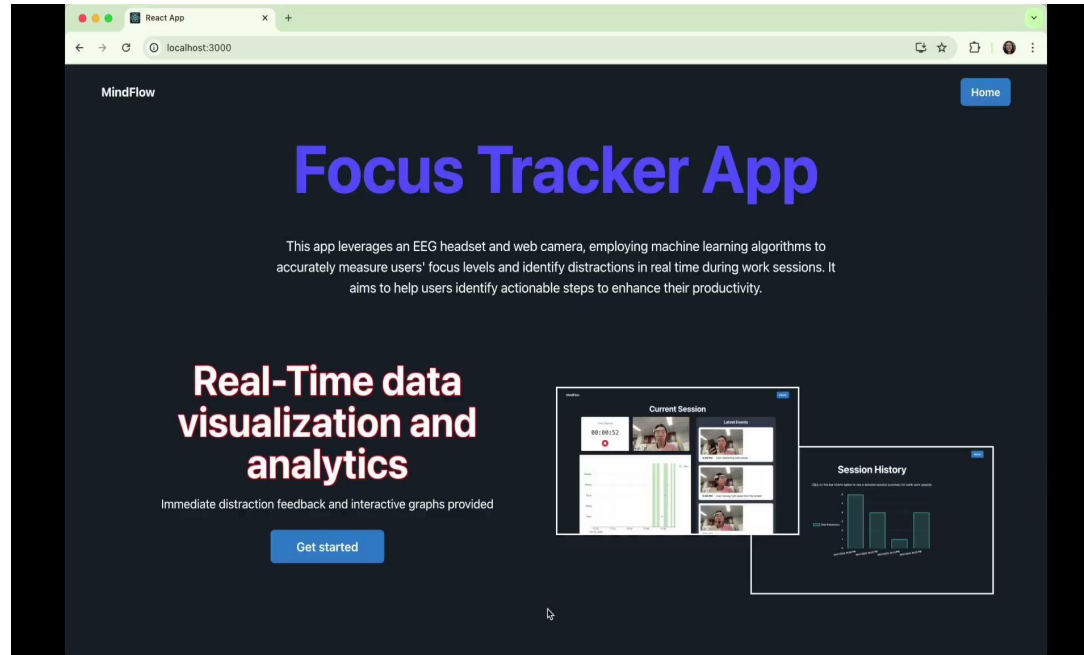 React App
localhost:3000
MindFlow
Home
Focus Tracker App
This app leverages an EEG headset and web camera, employing machine learning algorithms to
accurately measure users' focus levels and identify distractions in real time during work sessions. It
aims to help users identify actionable steps to enhance their productivity.
Real-Time data
visualization and
analytics
Immediate distraction feedback and interactive graphs provided
Get started
Current Session
00:00:52
Latest Events
Session History